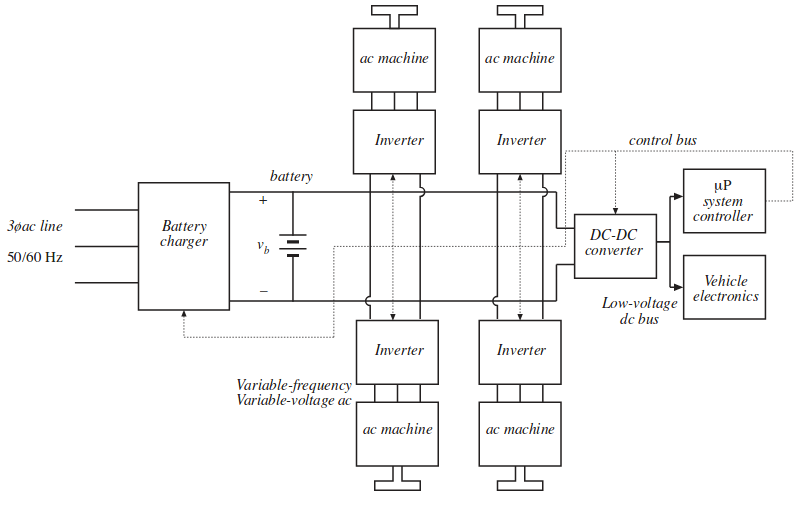 ac machine
ac machine
Inverter
Inverter
control bus
battery
+
3øac line
50/60 Hz
Battery
charger
v_b
−
DC-DC
converter
μP
system
controller
Vehicle
electronics
Low-voltage
dc bus
Inverter
Inverter
Variable-frequency
Variable-voltage ac
ac machine
ac machine